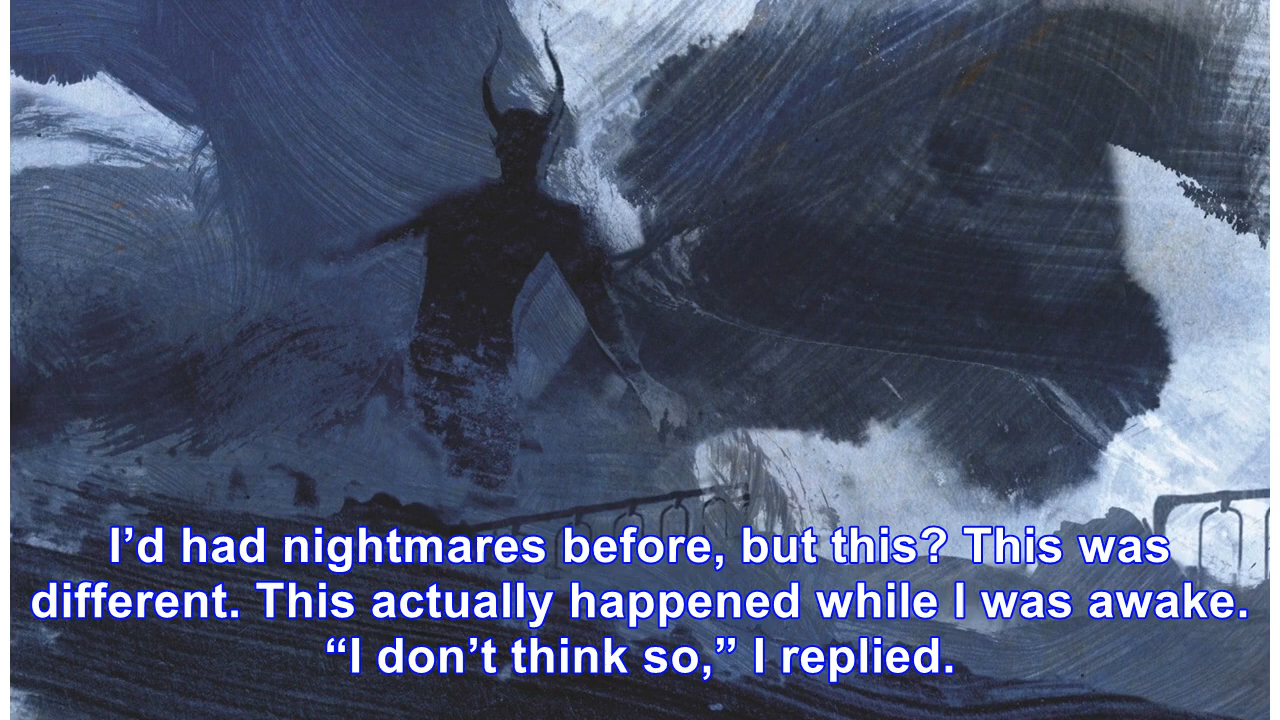 I’d had nightmares before, but this? This was
different. This actually happened while I was awake.
“I don’t think so,” I replied.